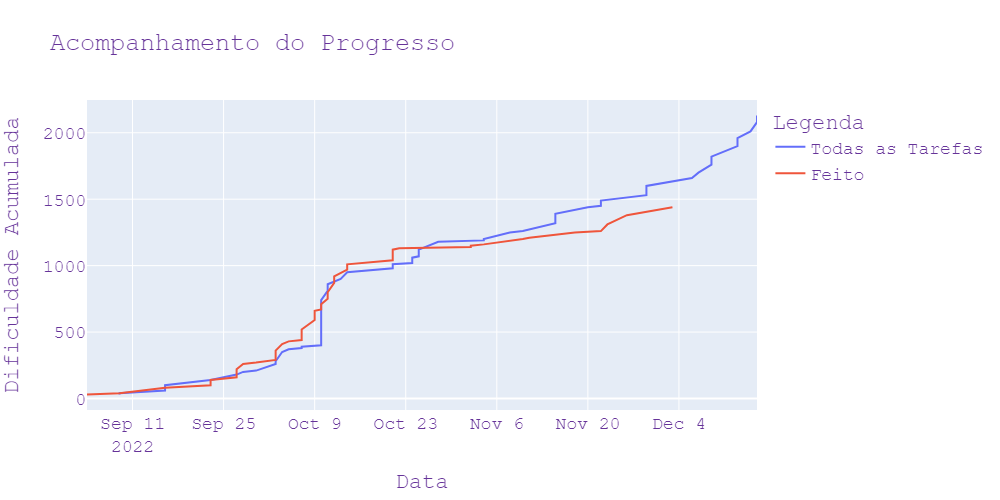 Acompanhamento do Progresso
Dificuldade Acumulada
2000
1500
1000
500
0
Sep 11
2022
Sep 25
Oct 9
Oct 23
Nov 6
Nov 20
Dec 4
Data
Legenda
Todas as Tarefas
Feito